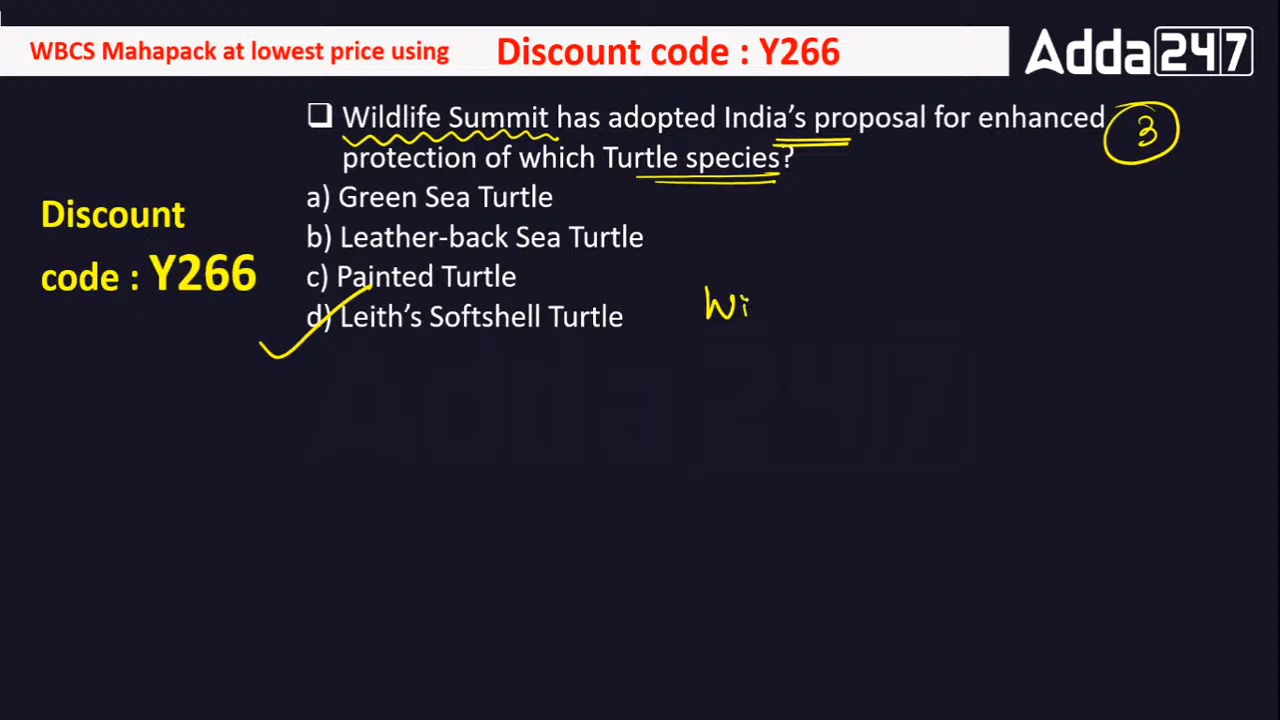 WBCS Mahapack at lowest price using Discount code : Y266 Adda247
Wildlife Summit has adopted India's proposal for enhanced 3
protection of which Turtle species?
a) Green Sea Turtle
Discount
b) Leather-back Sea Turtle
code : Y266
c) Painted Turtle
d) Leith's Softshell Turtle
Wi
Adda247